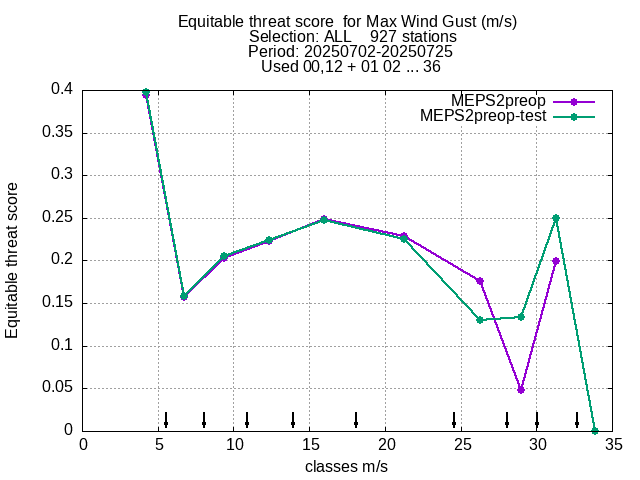 Equitable threat score  for Max Wind Gust (m/s)
Selection: ALL    927 stations
Period: 20250702-20250725
Used 00,12 + 01 02 ... 36
MEPS2preop
MEPS2preop-test
Equitable threat score
0.4
0.35
0.3
0.25
0.2
0.15
0.1
0.05
0
0 5 10 15 20 25 30 35
classes m/s